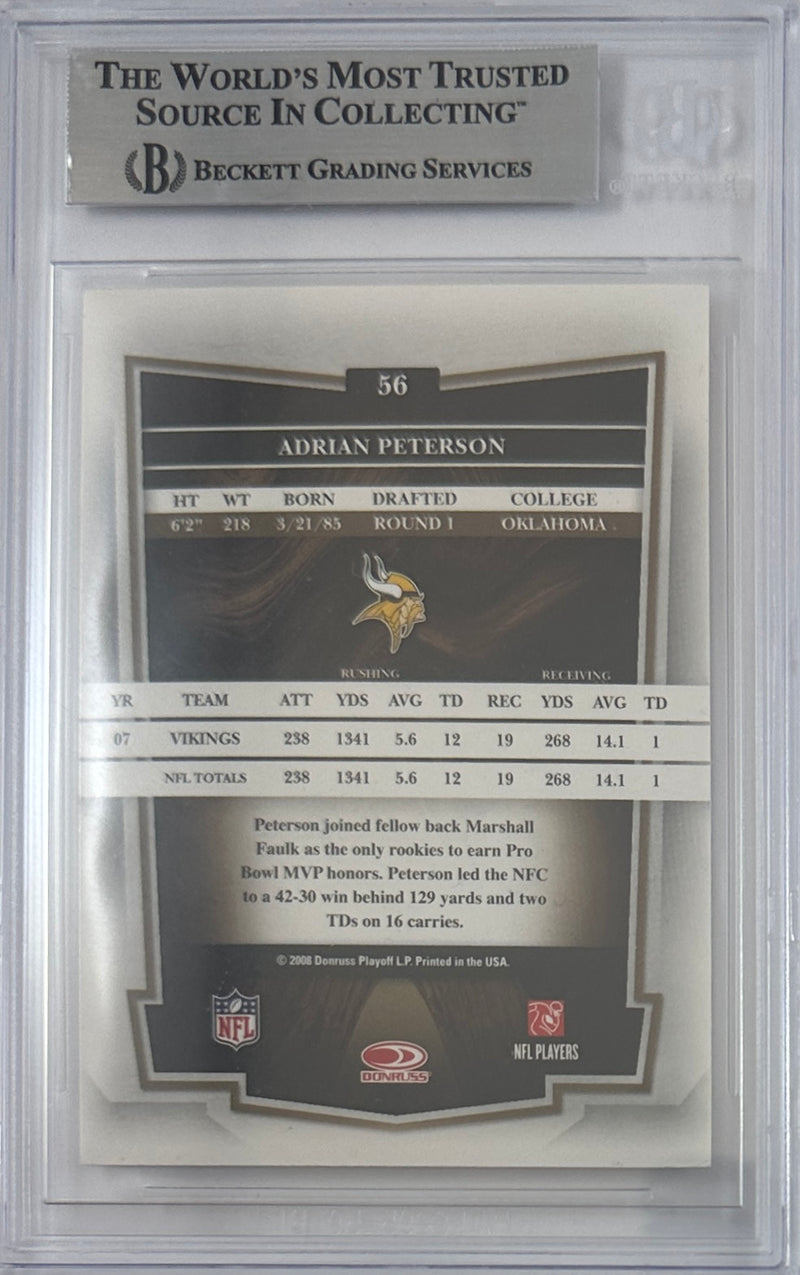 THE WORLD'S MOST TRUSTED
SOURCE IN COLLECTING™
B BECKETT GRADING SERVICES
56
ADRIAN PETERSON
HT WT BORN DRAFTED COLLEGE
6'2" 218 3/21/85 ROUND 1 OKLAHOMA
RUSHING RECEIVING
YR TEAM ATT YDS AVG TD REC YDS AVG TD
07 VIKINGS 238 1341 5.6 12 19 268 14.1 1
NFL TOTALS 238 1341 5.6 12 19 268 14.1 1
Peterson joined fellow back Marshall
Faulk as the only rookies to earn Pro
Bowl MVP honors. Peterson led the NFC
to a 42-30 win behind 129 yards and two
TDs on 16 carries.
© 2008 Donruss Playoff L.P. Printed in the USA.
NFL
NFL PLAYERS
DONRUSS